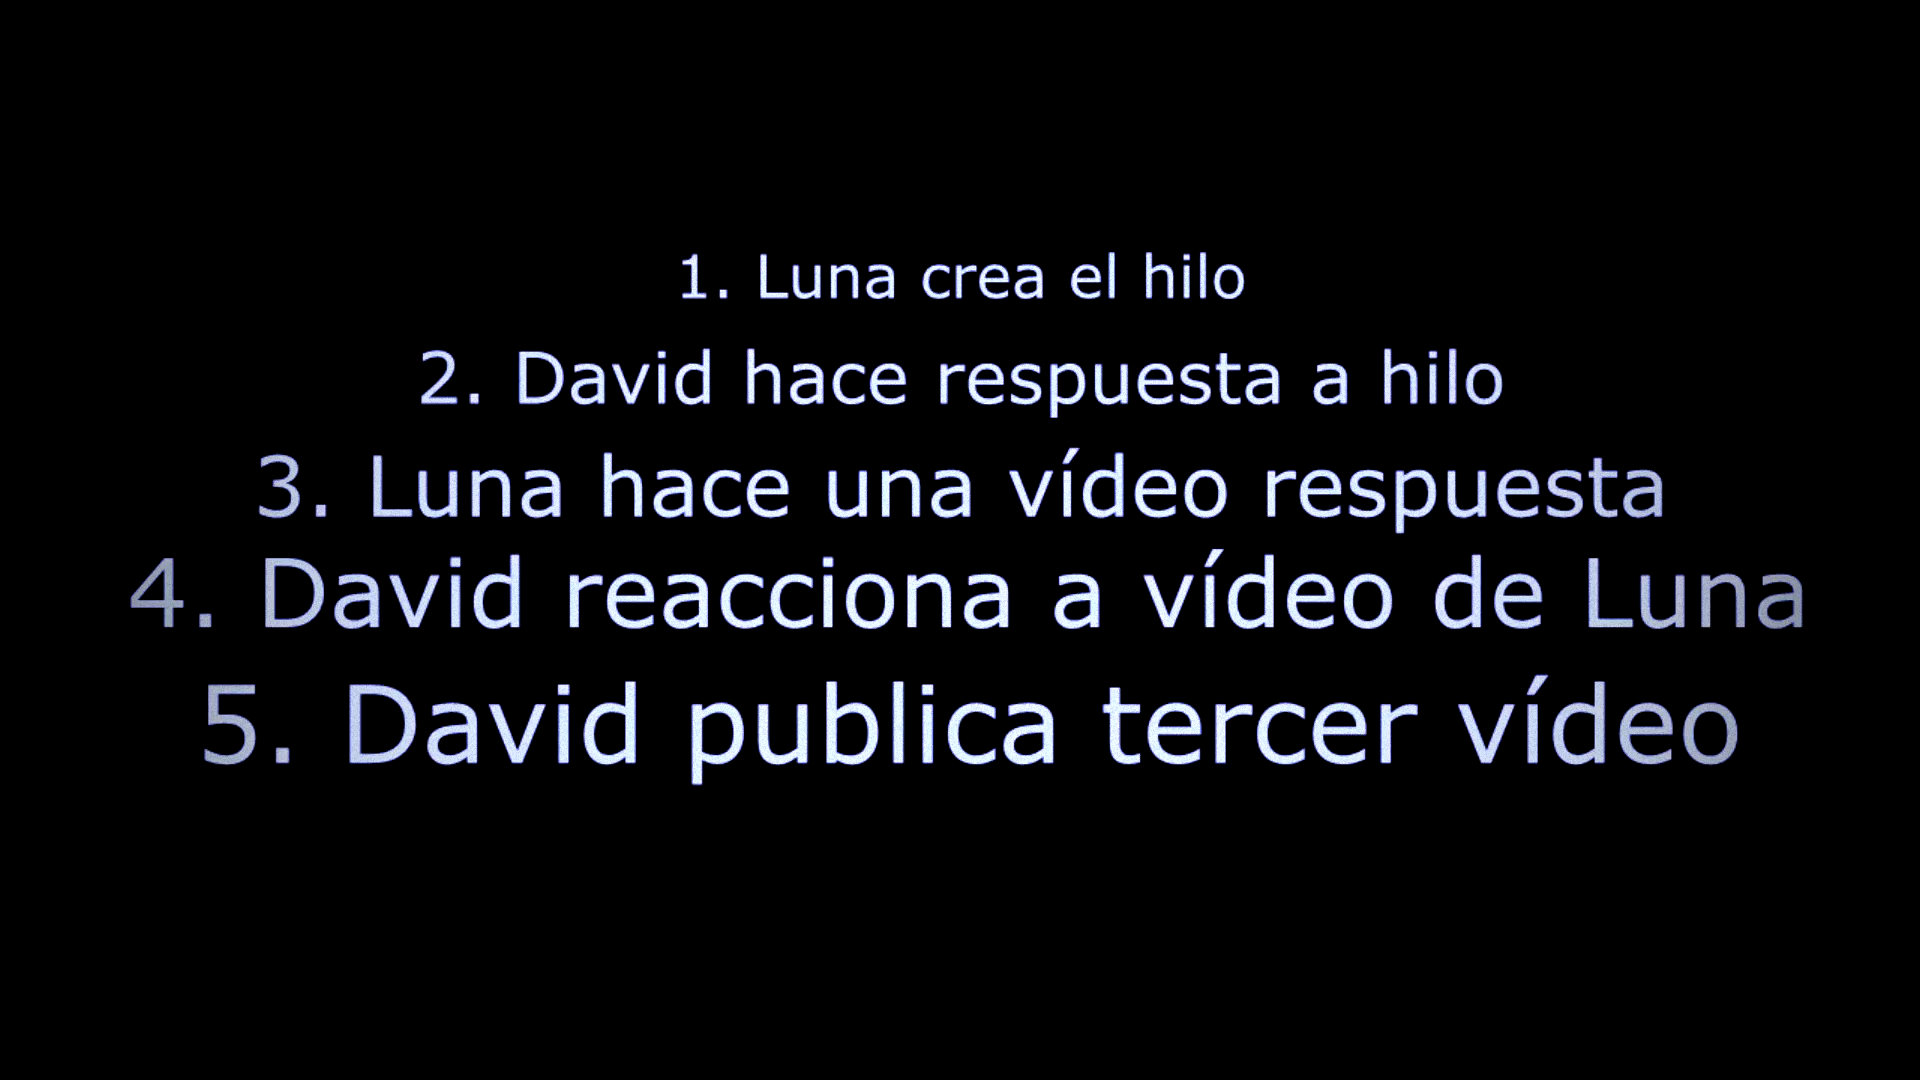 1. Luna crea el hilo
2. David hace respuesta a hilo
3. Luna hace una vídeo respuesta
4. David reacciona a vídeo de Luna
5. David publica tercer vídeo